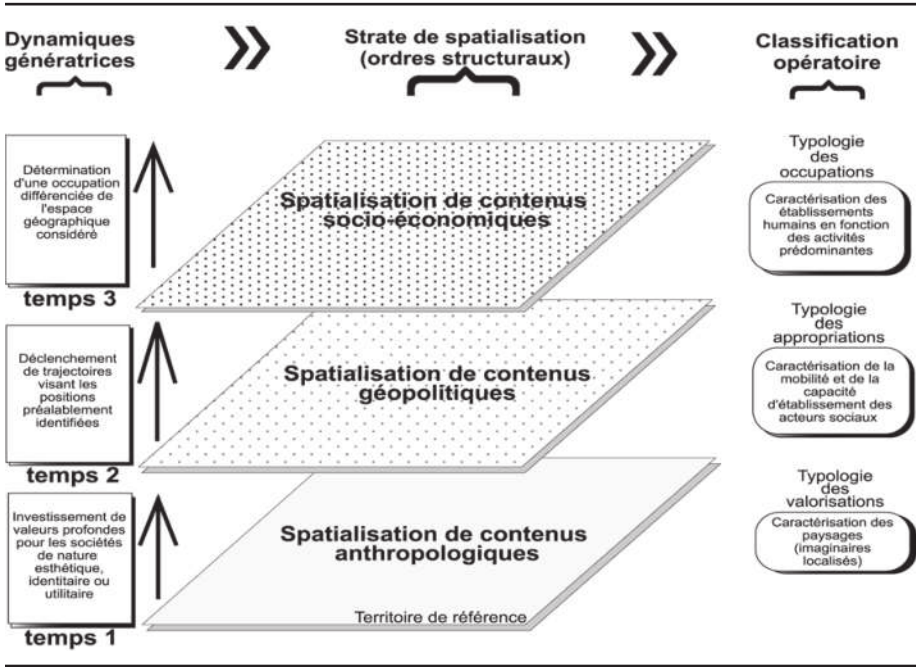 Dynamiques
génératrices
Strate de spatialisation
(ordres structuraux)
Classification
opératoire
Détermination
d'une occupation
différenciée de
l'espace
géographique
considéré
temps 3
Spatialisation de contenus
socio-économiques
Typologie
des
occupations
Caractérisation des
établissements
humains en fonction
des activités
prédominantes
Déclenchement
de trajectoires
visant les
positions
préalablement
identifiées
temps 2
Spatialisation de contenus
géopolitiques
Typologie
des
appropriations
Caractérisation de la
mobilité et de la
capacité
d'établissement des
acteurs sociaux
Investissement de
valeurs profondes
pour les sociétés
de nature
esthétique,
identitaire ou
utilitaire
temps 1
Spatialisation de contenus
anthropologiques
Territoire de référence
Typologie
des
valorisations
Caractérisation des
paysages
(imaginaires
localisés)